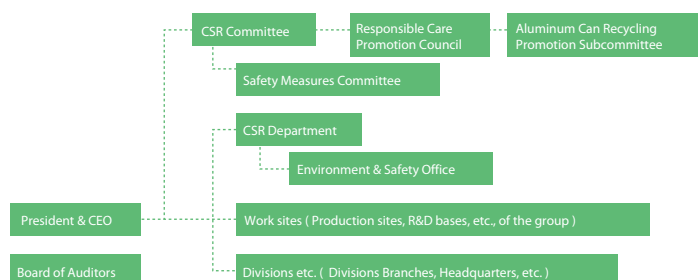 CSR Committee
Responsible Care
Promotion Council
Aluminum Can Recycling
Promotion Subcommittee
Safety Measures Committee
CSR Department
Environment & Safety Office
President & CEO
Work sites ( Production sites, R&D bases, etc., of the group )
Board of Auditors
Divisions etc. ( Divisions Branches, Headquarters, etc. )